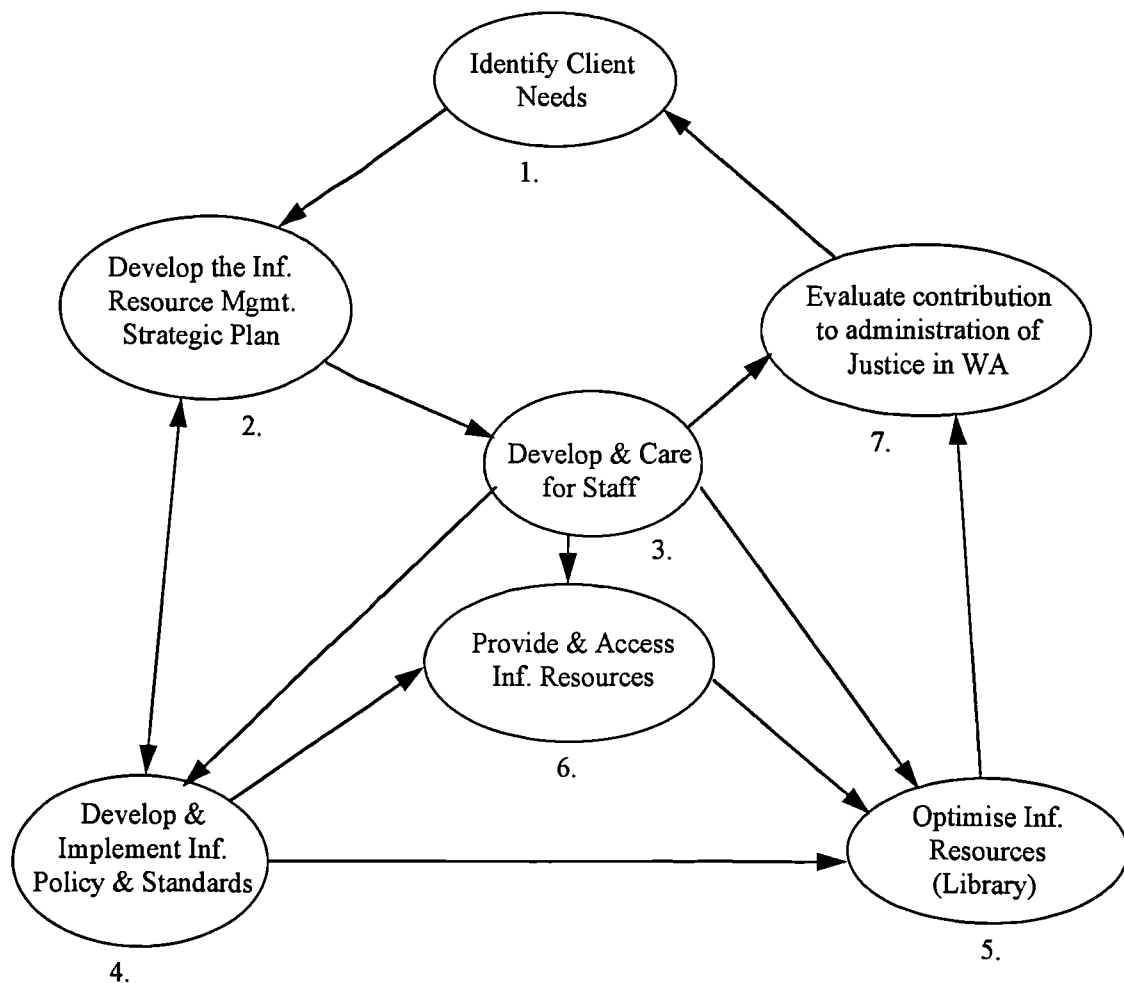 Identify Client
Needs
1.
Develop the Inf.
Resource Mgmt.
Strategic Plan
2.
Evaluate contribution
to administration of
Justice in WA
7.
Develop & Care
for Staff
3.
Provide & Access
Inf. Resources
6.
Develop &
Implement Inf.
Policy & Standards
4.
Optimise Inf.
Resources
(Library)
5.